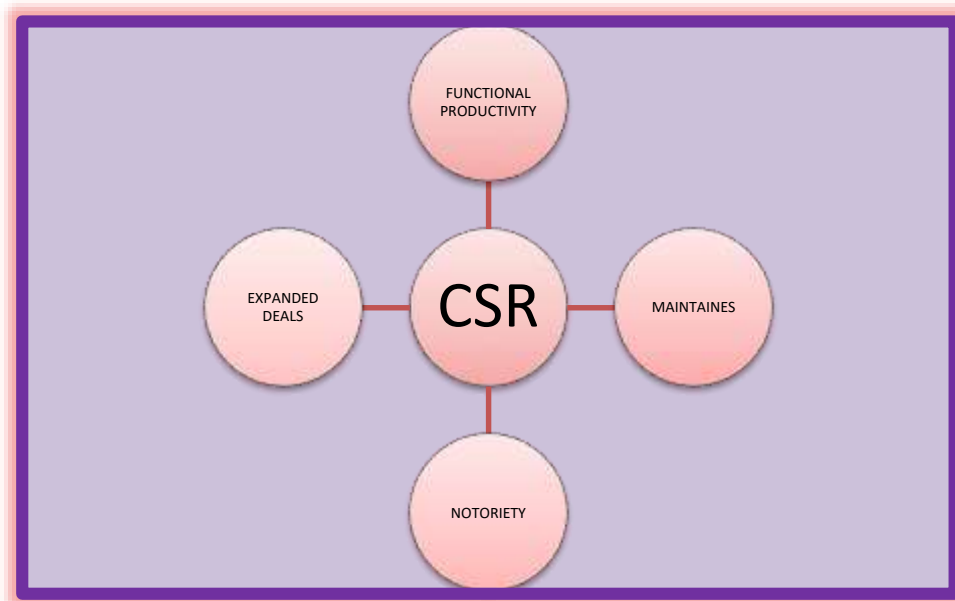 FUNCTIONAL
PRODUCTIVITY
EXPANDED
DEALS
CSR
MAINTAINES
NOTORIETY